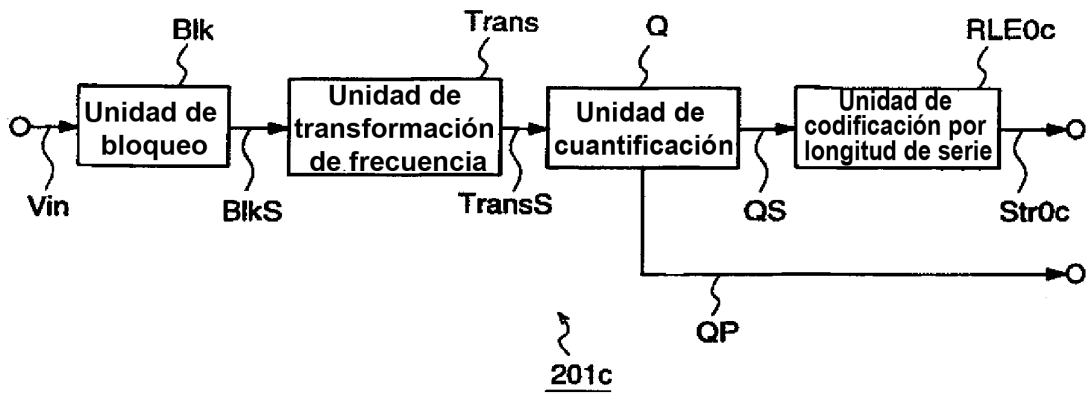 Blk
Trans
Q
RLE0c
Unidad de
bloqueo
Unidad de
transformación
de frecuencia
Unidad de
cuantificación
Unidad de
codificación por
longitud de serie
Vin
BlkS
TransS
QS
Str0c
QP
201c